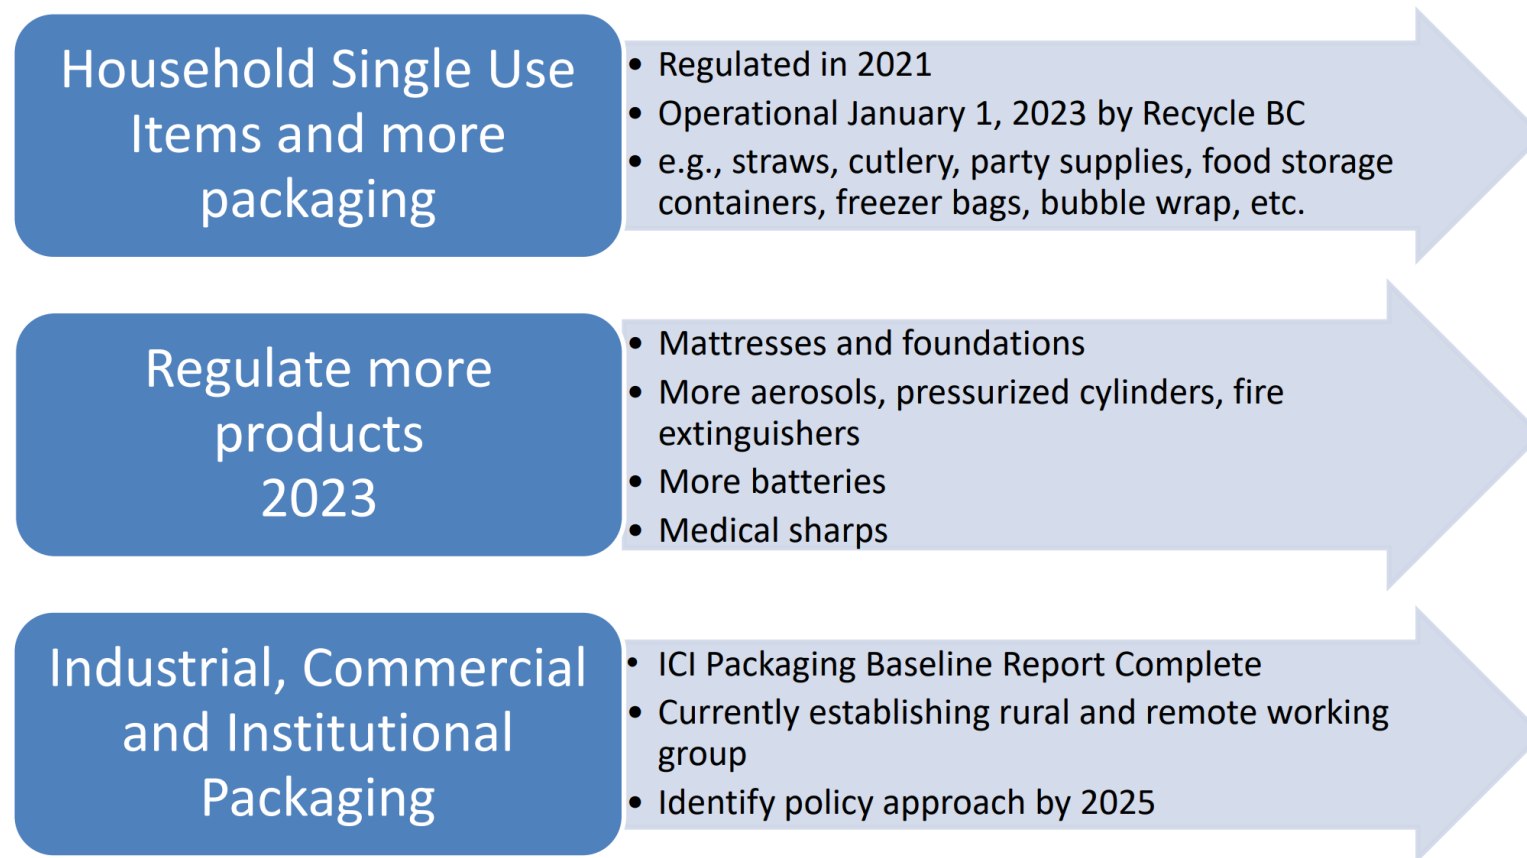 Household Single Use
Items and more
packaging
• Regulated in 2021
• Operational January 1, 2023 by Recycle BC
• e.g., straws, cutlery, party supplies, food storage
containers, freezer bags, bubble wrap, etc.
Regulate more
products
2023
• Mattresses and foundations
• More aerosols, pressurized cylinders, fire
extinguishers
• More batteries
• Medical sharps
Industrial, Commercial
and Institutional
Packaging
• ICI Packaging Baseline Report Complete
• Currently establishing rural and remote working
group
• Identify policy approach by 2025